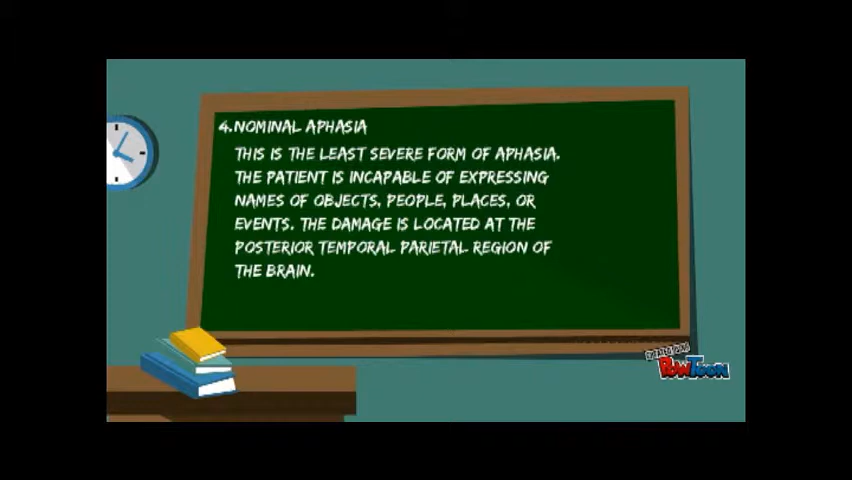 4. NOMINAL APHASIA
THIS IS THE LEAST SEVERE FORM OF APHASIA.
THE PATIENT IS INCAPABLE OF EXPRESSING
NAMES OF OBJECTS, PEOPLE, PLACES, OR
EVENTS. THE DAMAGE IS LOCATED AT THE
POSTERIOR TEMPORAL PARIETAL REGION OF
THE BRAIN.
CREATED USING
POWTOON